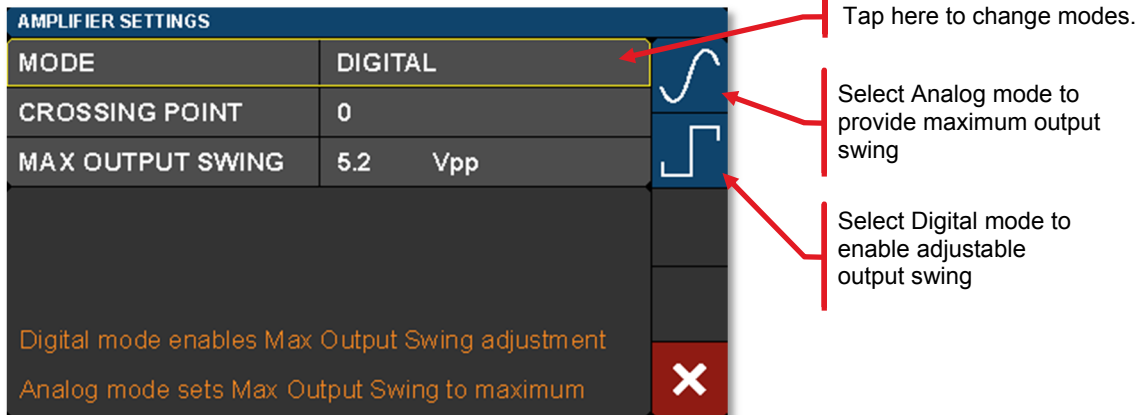 AMPLIFIER SETTINGS
MODE DIGITAL
CROSSING POINT 0
MAX OUTPUT SWING 5.2 Vpp
Digital mode enables Max Output Swing adjustment
Analog mode sets Max Output Swing to maximum
Tap here to change modes.
Select Analog mode to
provide maximum output
swing
Select Digital mode to
enable adjustable
output swing